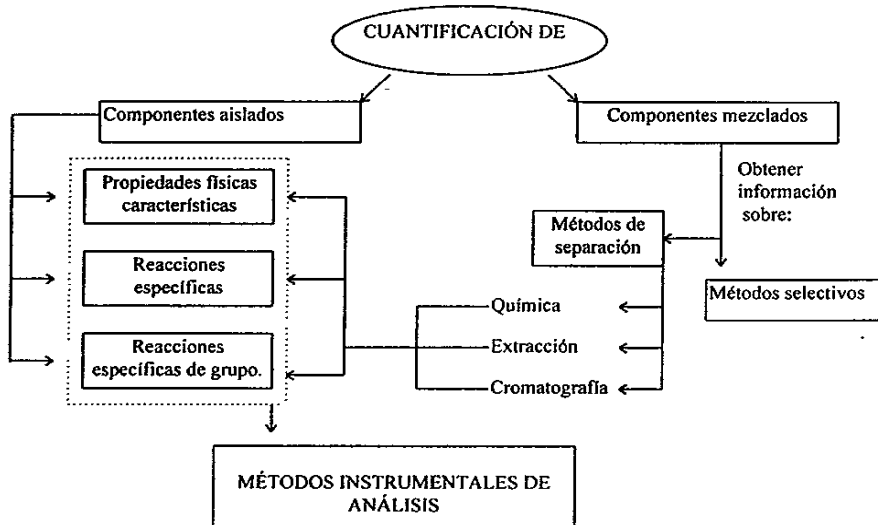 CUANTIFICACIÓN DE
Componentes aislados
Componentes mezclados
Obtener
información
sobre:
Propiedades físicas
características
Métodos de
separación
Reacciones
específicas
Métodos selectivos
Química
Extracción
Cromatografía
Reacciones
específicas de grupo.
MÉTODOS INSTRUMENTALES DE
ANÁLISIS